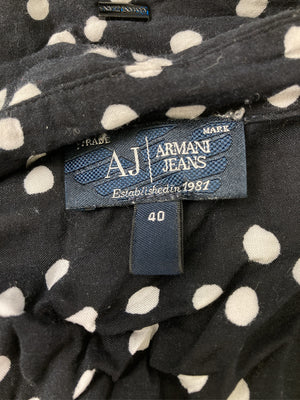 TRADE MARK
AJ | ARMANI
JEANS
Established in 1981
40